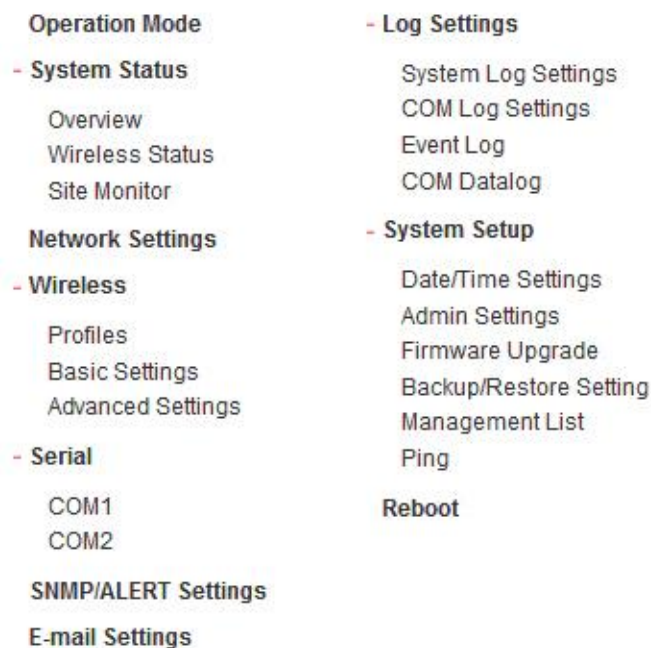 Operation Mode
- System Status
Overview
Wireless Status
Site Monitor
Network Settings
- Wireless
Profiles
Basic Settings
Advanced Settings
- Serial
COM1
COM2
SNMP/ALERT Settings
E-mail Settings
- Log Settings
System Log Settings
COM Log Settings
Event Log
COM Datalog
- System Setup
Date/Time Settings
Admin Settings
Firmware Upgrade
Backup/Restore Setting
Management List
Ping
Reboot